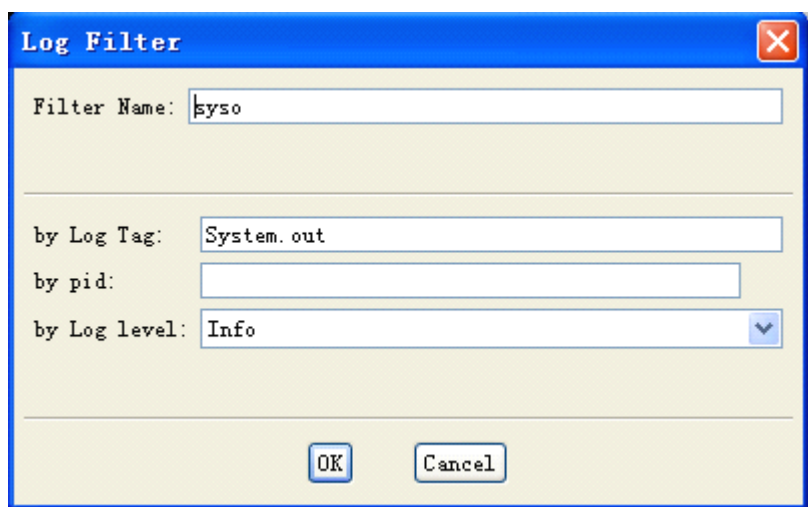 Log Filter
Filter Name: syso
by Log Tag: System.out
by pid:
by Log level: Info
OK Cancel